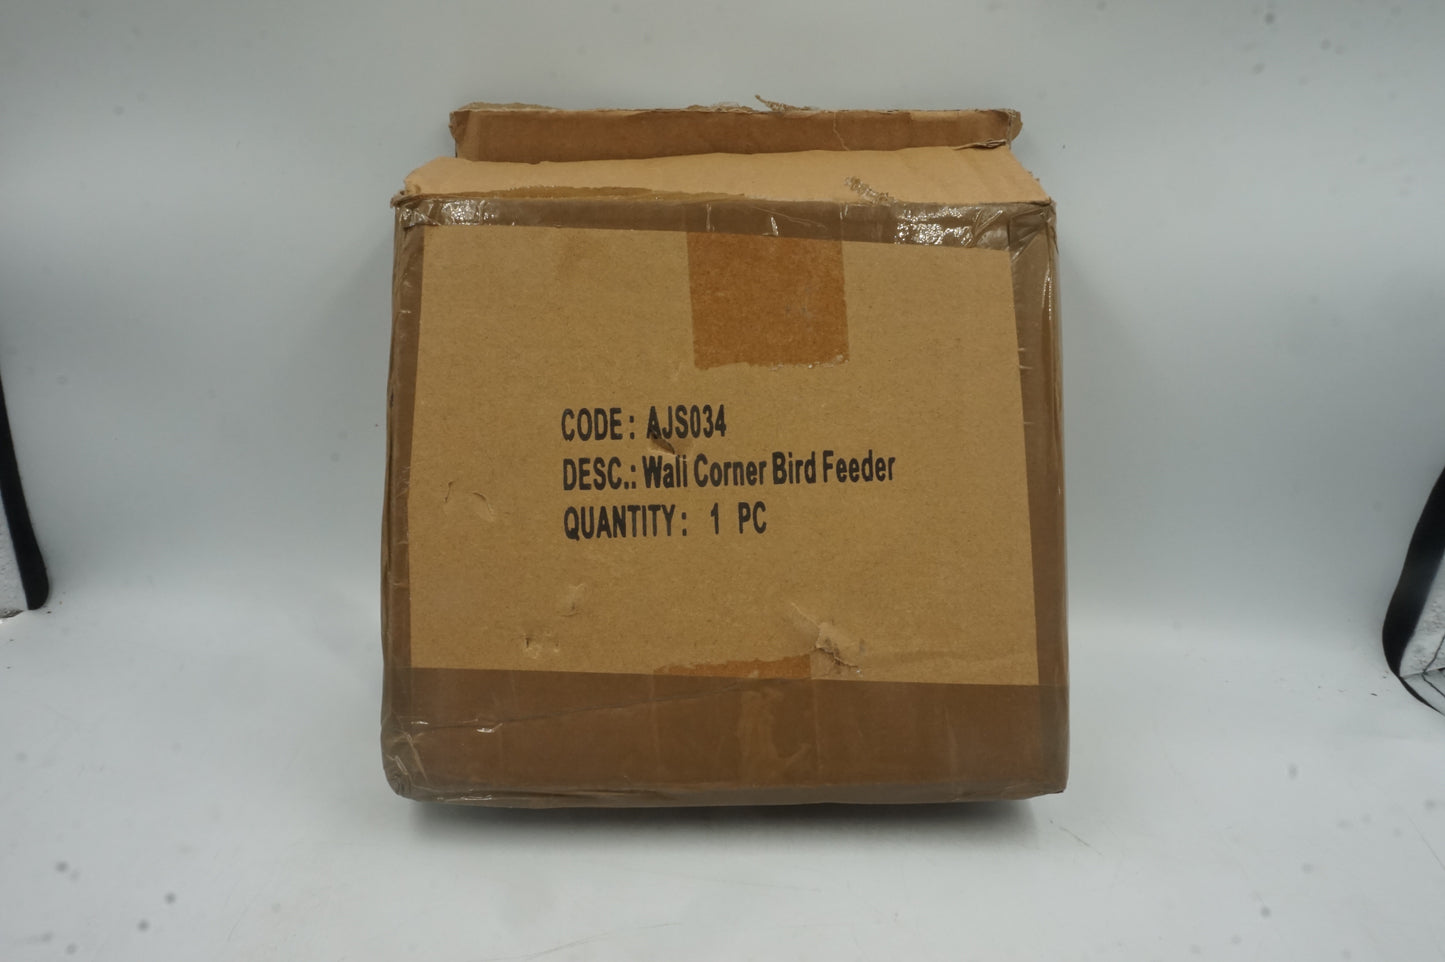 CODE: AJS034
DESC.: Wall Corner Bird Feeder
QUANTITY: 1 PC